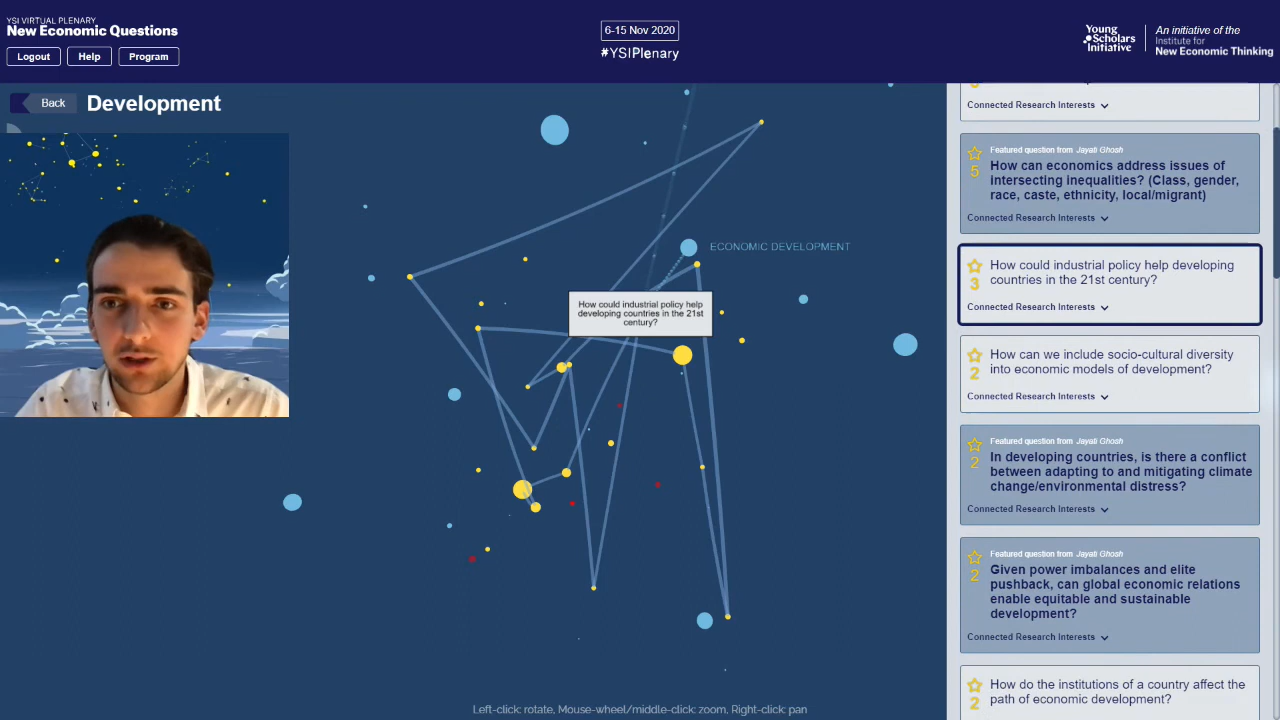 YSI VIRTUAL PLENARY
New Economic Questions
Logout
Help
Program
6-15 Nov 2020
#YSIPlenary
Young
Scholars
Initiative
An initiative of the
Institute for
New Economic Thinking
Back
Development
ECONOMIC DEVELOPMENT
How could industrial policy help
developing countries in the 21st
century?
Left-click: rotate, Mouse-wheel/middle-click: zoom, Right-click: pan
Connected Research Interests
Featured question from Jayati Ghosh
5
How can economics address issues of
intersecting inequalities? (Class, gender,
race, caste, ethnicity, local/migrant)
Connected Research Interests
3
How could industrial policy help developing
countries in the 21st century?
Connected Research Interests
2
How can we include socio-cultural diversity
into economic models of development?
Connected Research Interests
Featured question from Jayati Ghosh
2
In developing countries, is there a conflict
between adapting to and mitigating climate
change/environmental distress?
Connected Research Interests
Featured question from Jayati Ghosh
2
Given power imbalances and elite
pushback, can global economic relations
enable equitable and sustainable
development?
Connected Research Interests
2
How do the institutions of a country affect the
path of economic development?